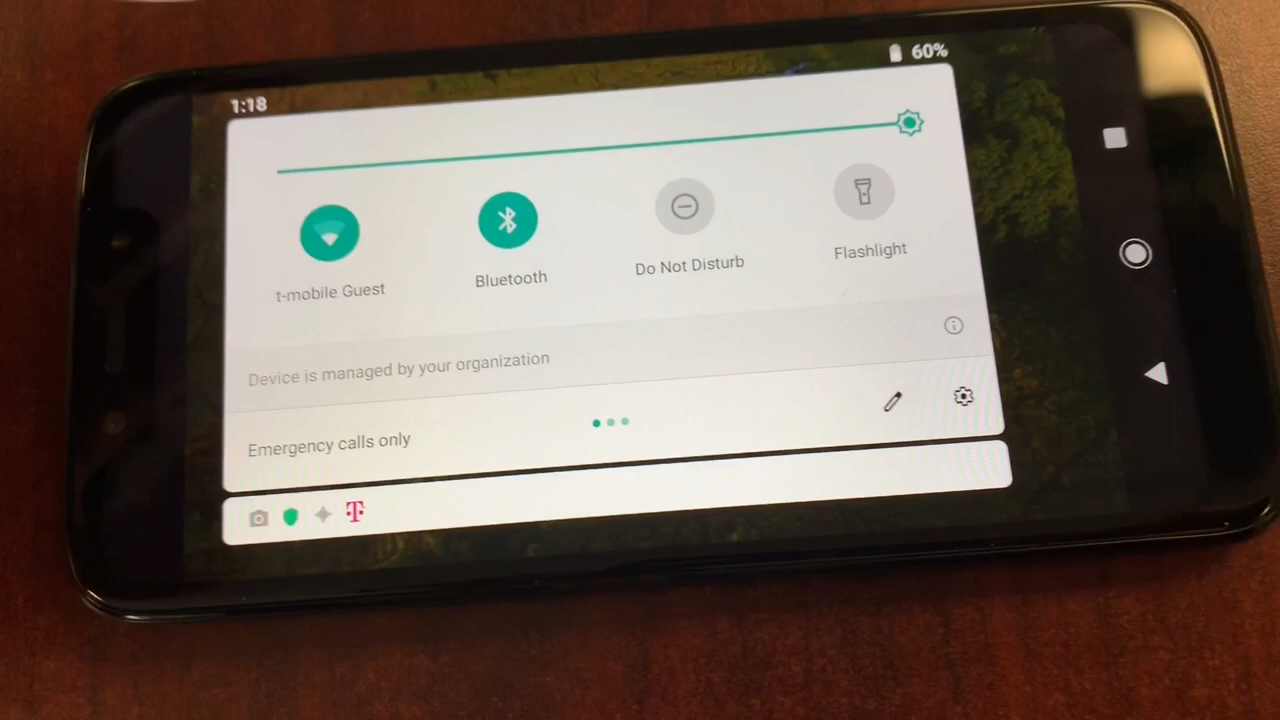 1:18
60%
t-mobile Guest
Bluetooth
Do Not Disturb
Flashlight
Device is managed by your organization
Emergency calls only
T